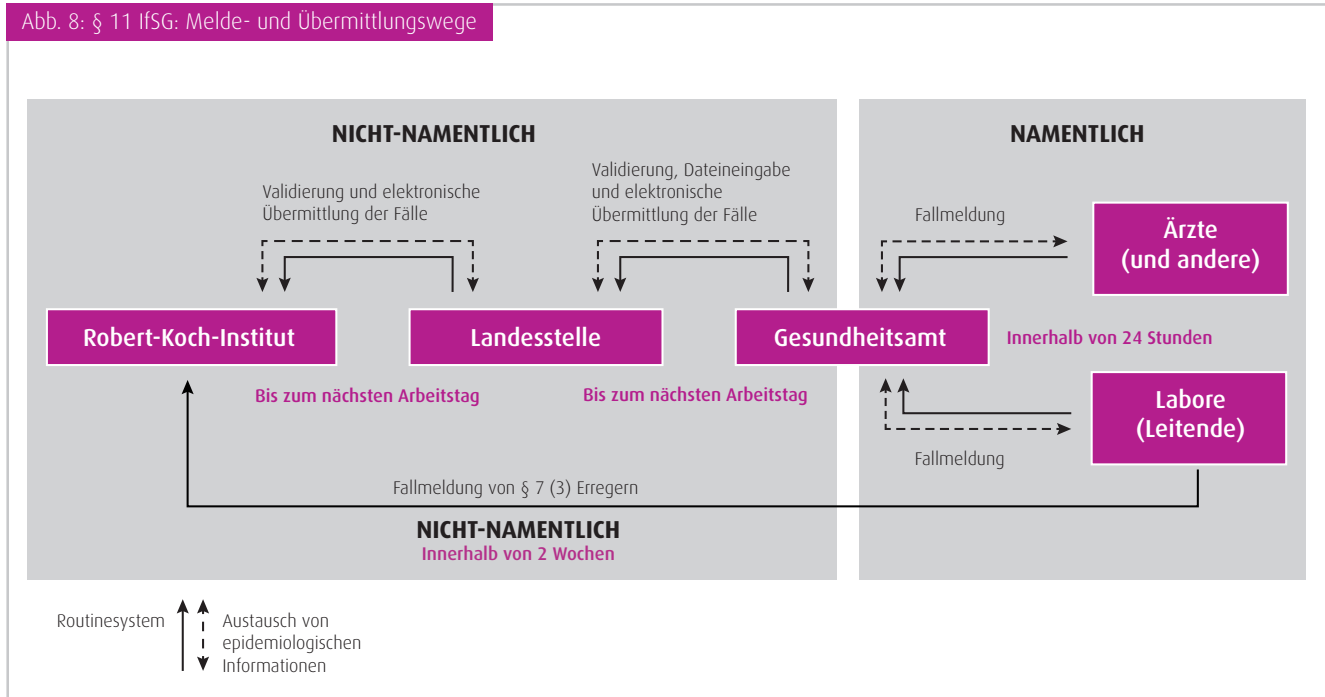 Abb. 8: § 11 IfSG: Melde- und Übermittlungswege
NICHT-NAMENTLICH
NAMENTLICH
Validierung und elektronische
Übermittlung der Fälle
Validierung, Dateineingabe
und elektronische
Übermittlung der Fälle
Fallmeldung
Ärzte
(und andere)
Robert-Koch-Institut
Landesstelle
Gesundheitsamt
Innerhalb von 24 Stunden
Bis zum nächsten Arbeitstag
Bis zum nächsten Arbeitstag
Labore
(Leitende)
Fallmeldung
Fallmeldung von § 7 (3) Erregern
NICHT-NAMENTLICH
Innerhalb von 2 Wochen
Routinesystem
Austausch von
epidemiologischen
Informationen